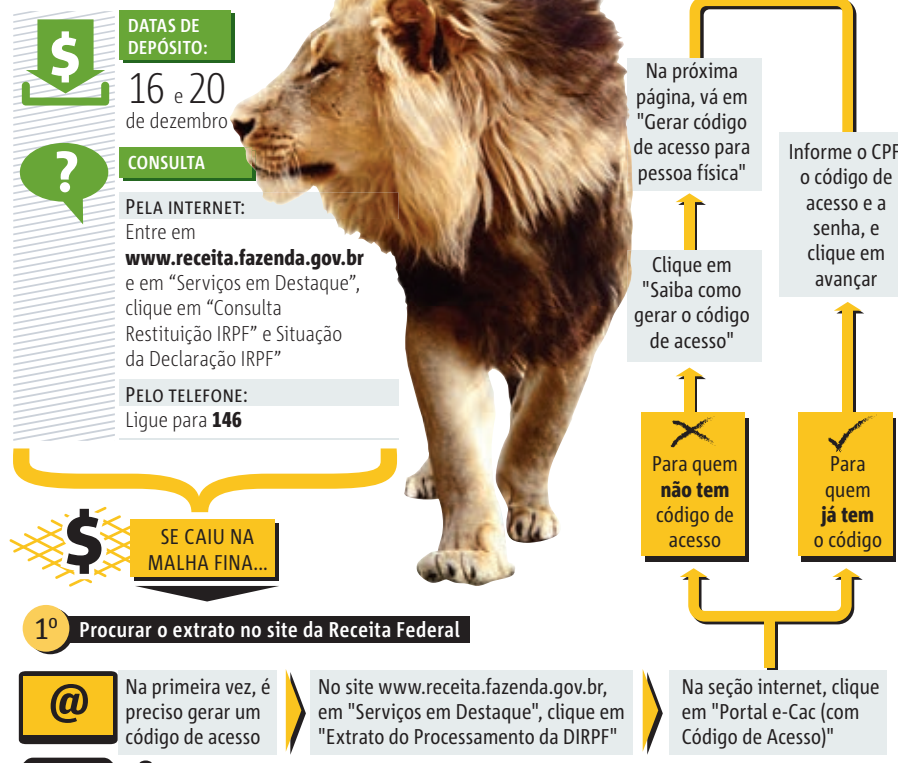 $
DATAS DE
DEPÓSITO:
16 e 20
de dezembro
?
CONSULTA
PELA INTERNET:
Entre em
www.receita.fazenda.gov.br
e em “Serviços em Destaque”,
clique em “Consulta
Restituição IRPF” e Situação
da Declaração IRPF”
PELO TELEFONE:
Ligue para 146
$
SE CAIU NA
MALHA FINA...
1º Procurar o extrato no site da Receita Federal
@
Na primeira vez, é
preciso gerar um
código de acesso
No site www.receita.fazenda.gov.br,
em "Serviços em Destaque", clique em
"Extrato do Processamento da DIRPF"
Na seção internet, clique
em "Portal e-Cac (com
Código de Acesso)"
Para quem
não tem
código de
acesso
Clique em
"Saiba como
gerar o código
de acesso"
Na próxima
página, vá em
"Gerar código
de acesso para
pessoa física"
Para
quem
já tem
o código
Informe o CPF
o código de
acesso e a
senha, e
clique em
avançar